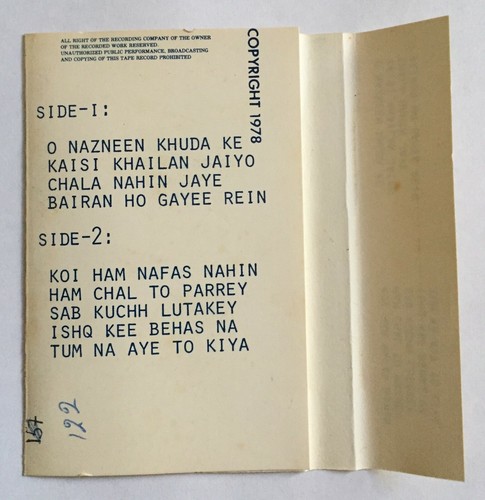 ALL RIGHT OF THE RECORDING COMPANY OF THE OWNER
OF THE RECORDED WORK RESERVED.
UNAUTHORIZED PUBLIC PERFORMANCE, BROADCASTING
AND COPYING OF THIS TAPE RECORD PROHIBITED
COPYRIGHT 1978
SIDE-1:
O NAZNEEN KHUDA KE
KAISI KHAILAN JAIYO
CHALA NAHIN JAYE
BAIRAN HO GAYEE REIN
SIDE-2:
KOI HAM NAFAS NAHIN
HAM CHAL TO PARREY
SAB KUCHH LUTAKEY
ISHQ KEE BEHAS NA
TUM NA AYE TO KIYA
122